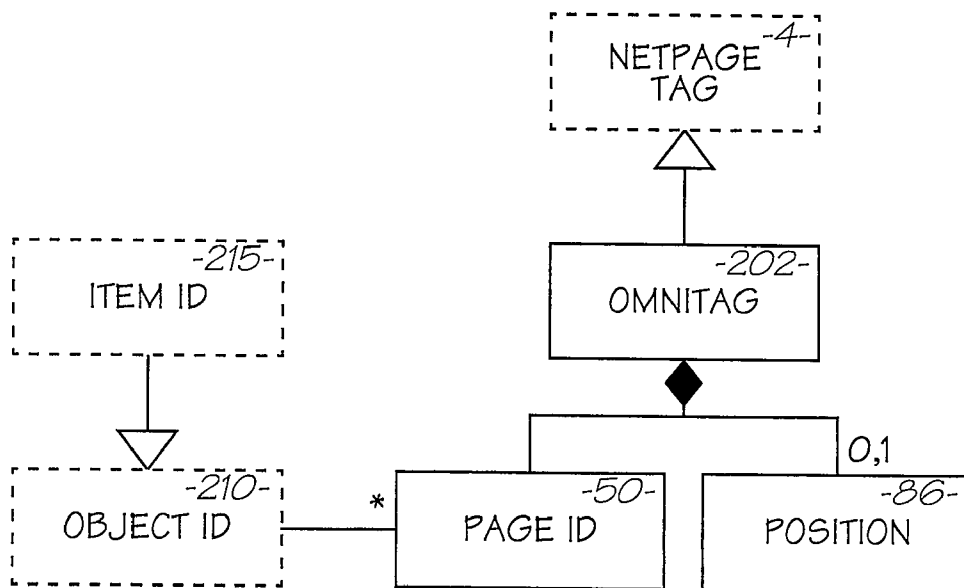 -4-
NETPAGE
TAG
-215-
ITEM ID
-202-
OMNITAG
0,1
-210-
OBJECT ID
*
-50-
PAGE ID
-86-
POSITION